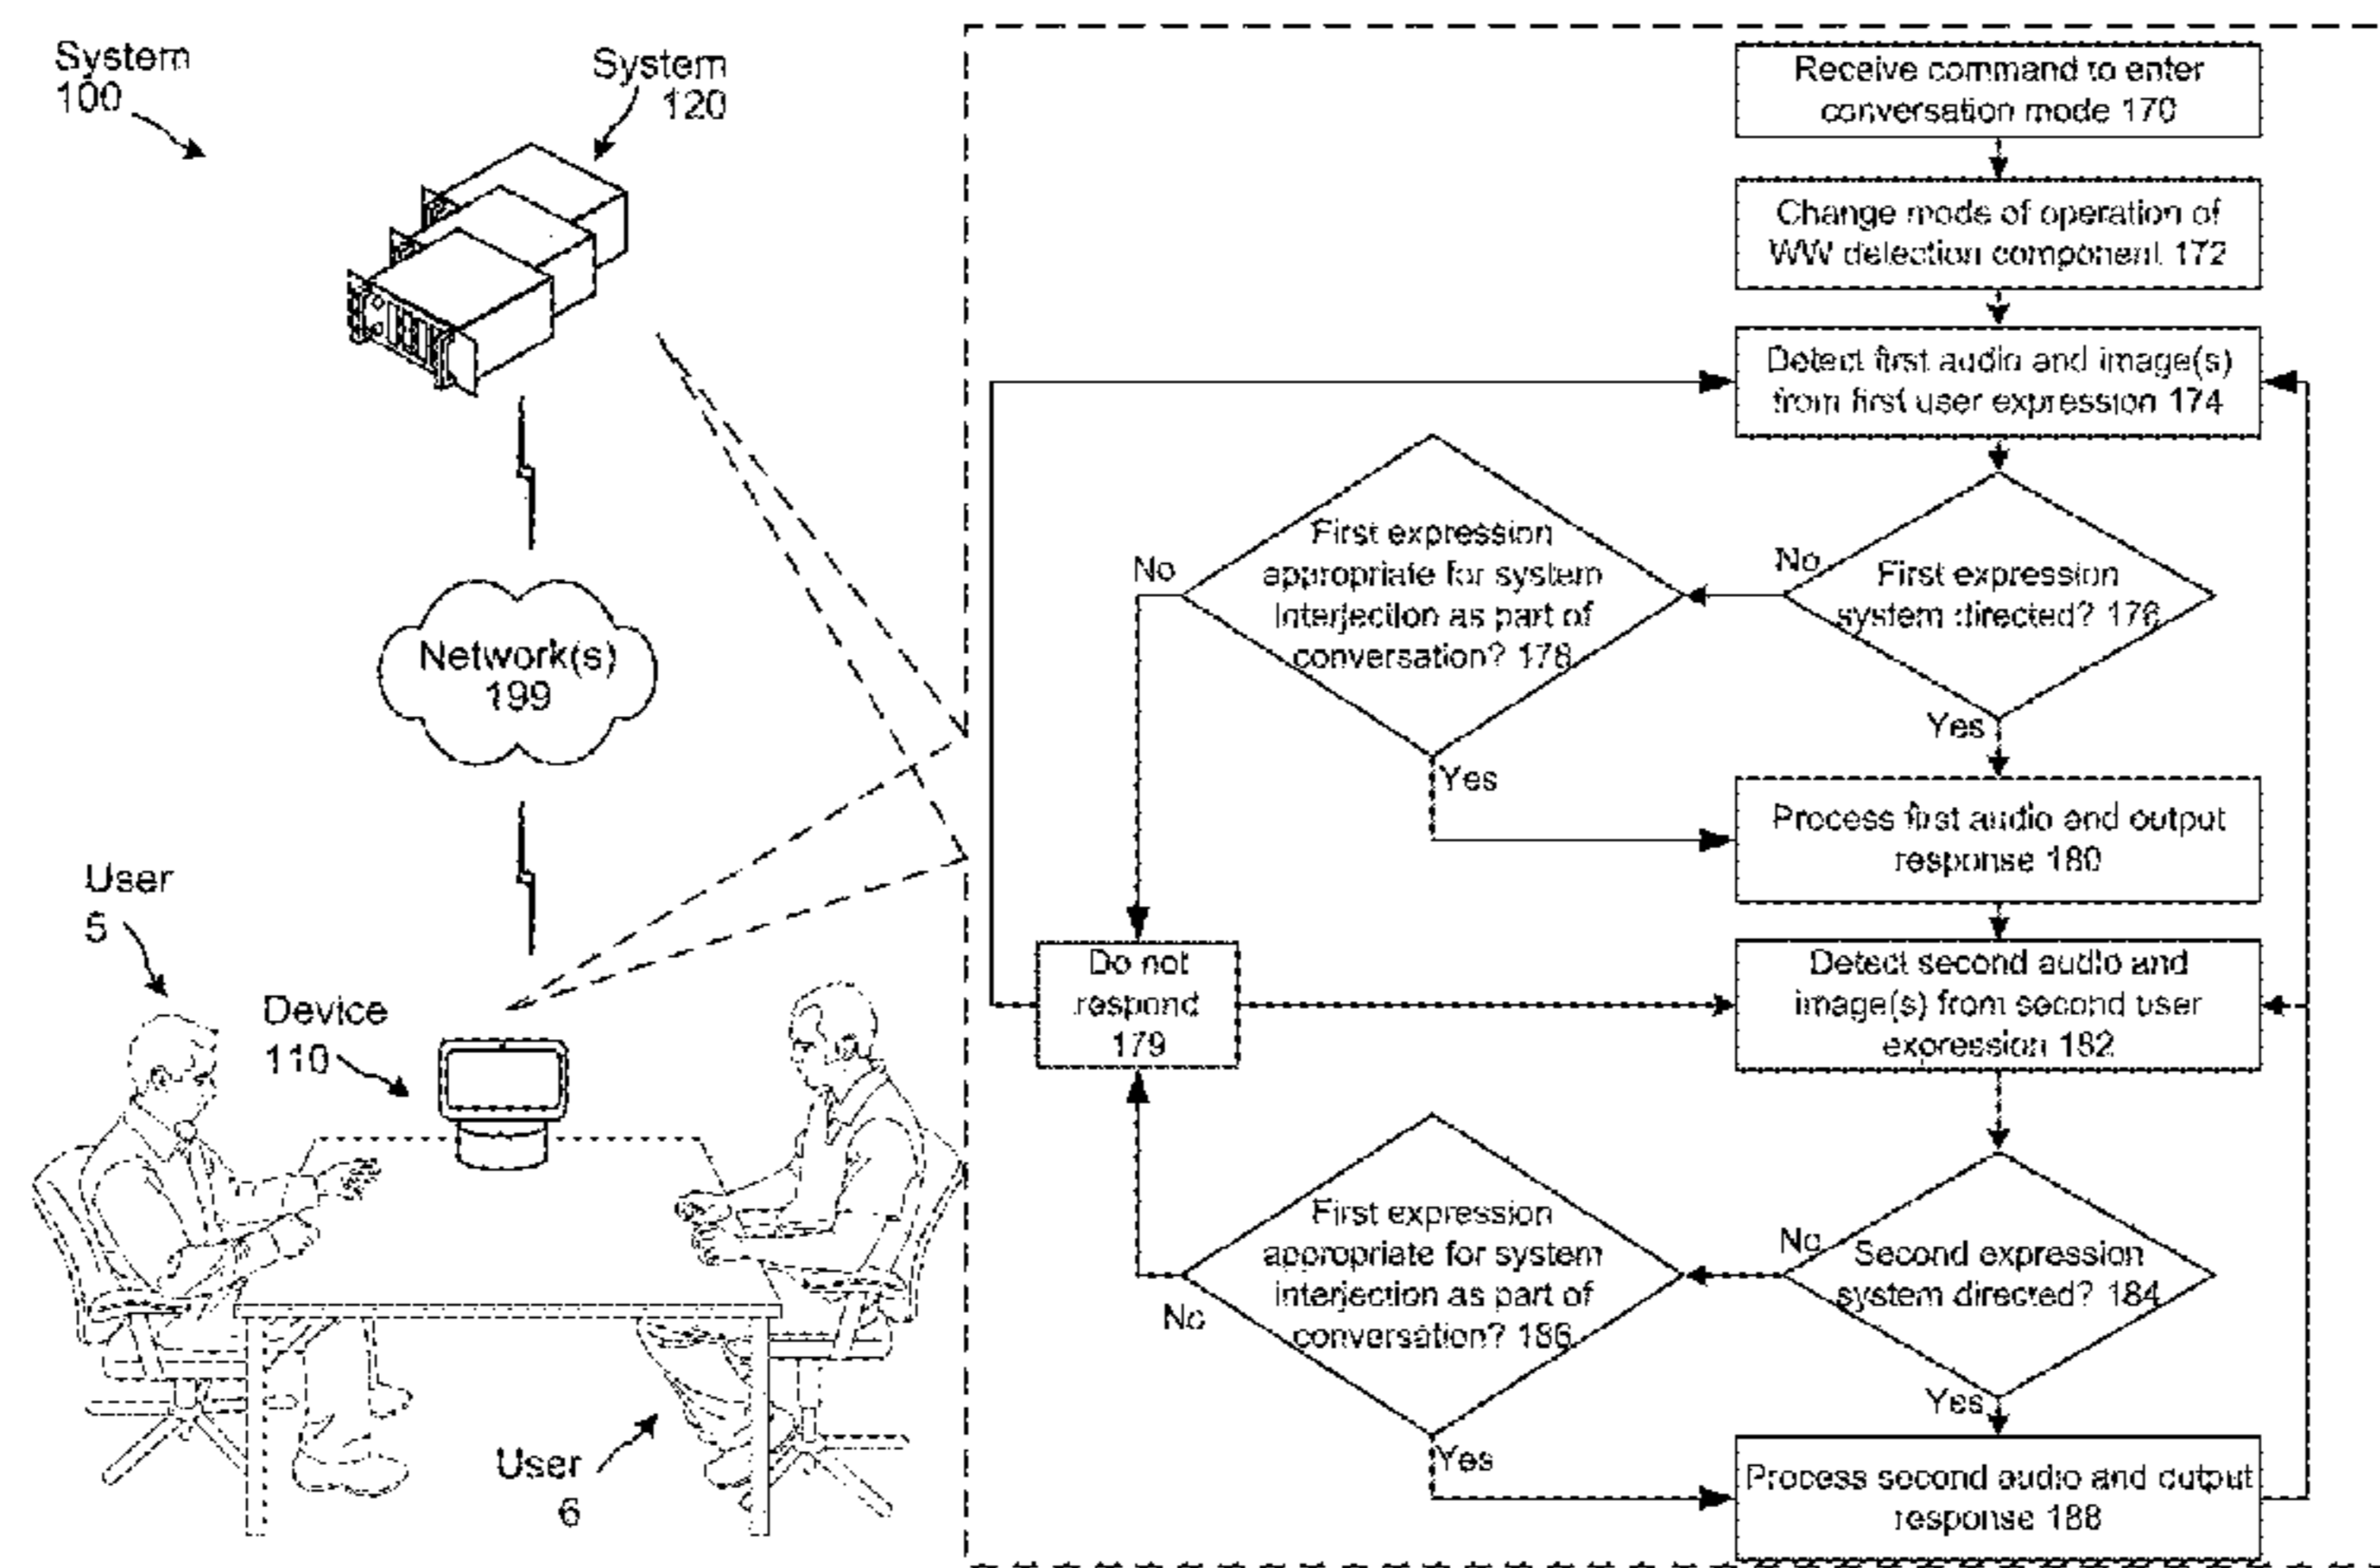 System
100
System
120
Network(s)
199
User
5
Device
110
User
6
Receive command to enter
conversation mode 170
Change mode of operation of
WW detection component 172
Detect first audio and image(s)
from first user expression 174
First expression
system directed? 176
No
Yes
First expression
appropriate for system
interjection as part of
conversation? 178
No
Yes
Process first audio and output
response 180
Do not
respond
179
Detect second audio and
image(s) from second user
expression 182
Second expression
system directed? 184
No
Yes
First expression
appropriate for system
interjection as part of
conversation? 186
No
Yes
Process second audio and output
response 188